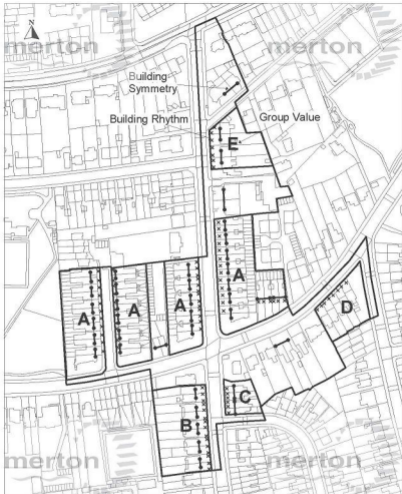 N
merton
merton
Building
Symmetry
Building Rhythm
Group Value
E
A
A
A
A
D
B
C
merton
merton